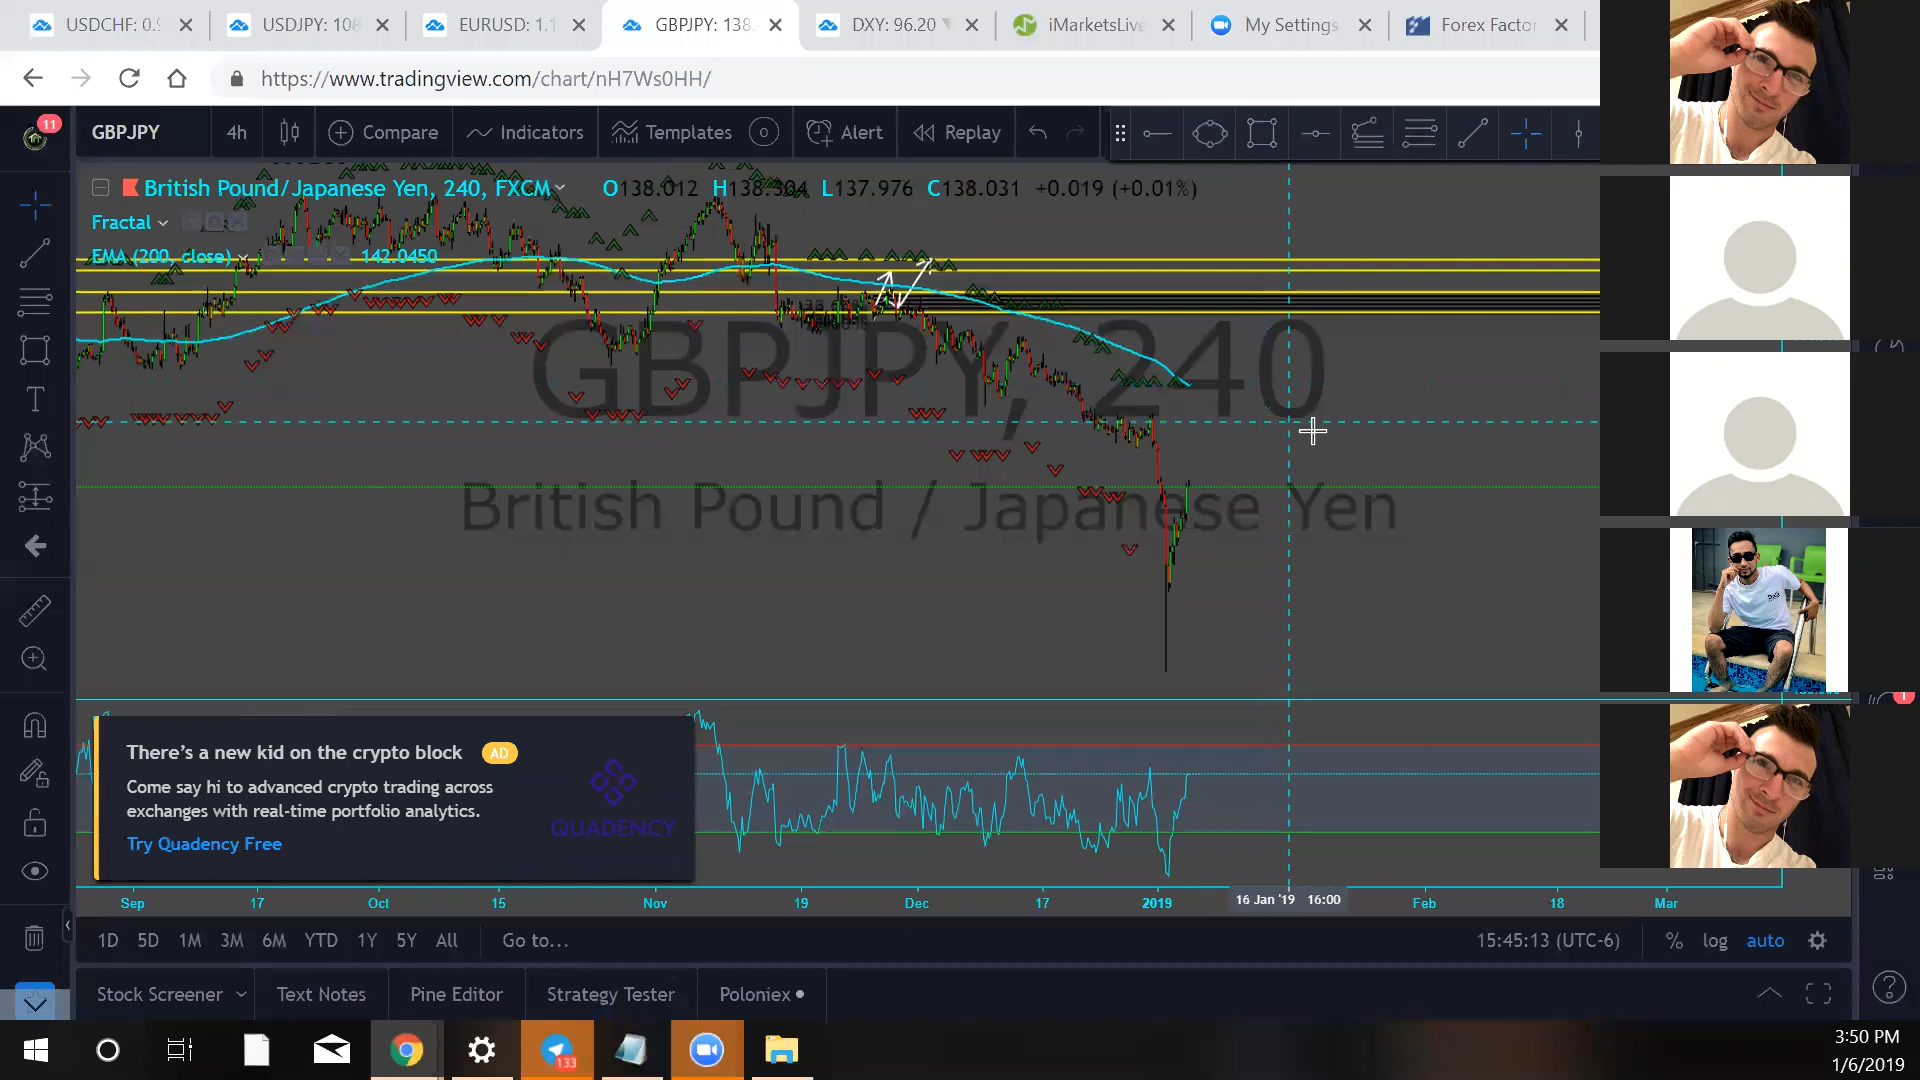 USDCHF: 0.9
USDJPY: 108
EURUSD: 1.1
GBPJPY: 138
DXY: 96.20
iMarketsLive
My Settings
Forex Facto
https://www.tradingview.com/chart/nH7Ws0HH/
11
GBPJPY
4h
Compare
Indicators
Templates
Alert
Replay
British Pound/Japanese Yen, 240, FXCM
O138.012 H138.304 L137.976 C138.031 +0.019 (+0.01%)
Fractal
EMA (200, close)
142.0450
GBPJPY, 240
British Pound / Japanese Yen
There's a new kid on the crypto block
AD
Come say hi to advanced crypto trading across
exchanges with real-time portfolio analytics.
Try Quadency Free
QUADENCY
1
Sep
17
Oct
15
Nov
19
Dec
17
2019
16 Jan '19 16:00
Feb
18
Mar
1D 5D 1M 3M 6M YTD 1Y 5Y All
Go to...
15:45:13 (UTC-6)
%
log
auto
Stock Screener
Text Notes
Pine Editor
Strategy Tester
Poloniex
133
3:50 PM
1/6/2019